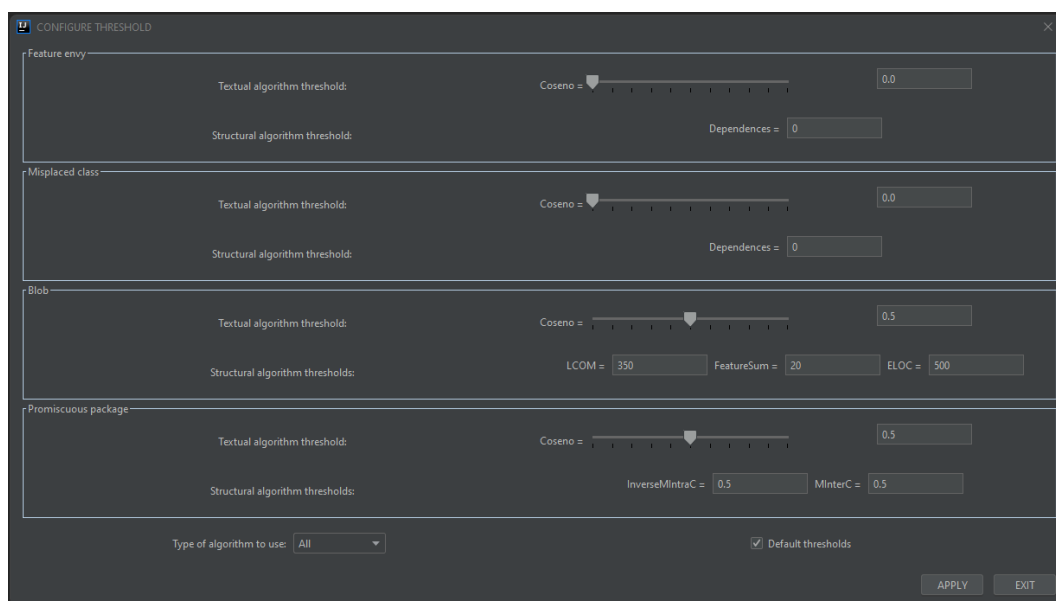 IJ
CONFIGURE THRESHOLD
Feature envy
Textual algorithm threshold: Coseno = 0.0
Structural algorithm threshold: Dependences = 0
Misplaced class
Textual algorithm threshold: Coseno = 0.0
Structural algorithm threshold: Dependences = 0
Blob
Textual algorithm threshold: Coseno = 0.5
Structural algorithm thresholds: LCOM = 350 FeatureSum = 20 ELOC = 500
Promiscuous package
Textual algorithm threshold: Coseno = 0.5
Structural algorithm thresholds: InverseMIntraC = 0.5 MInterC = 0.5
Type of algorithm to use: All Default thresholds
APPLY EXIT